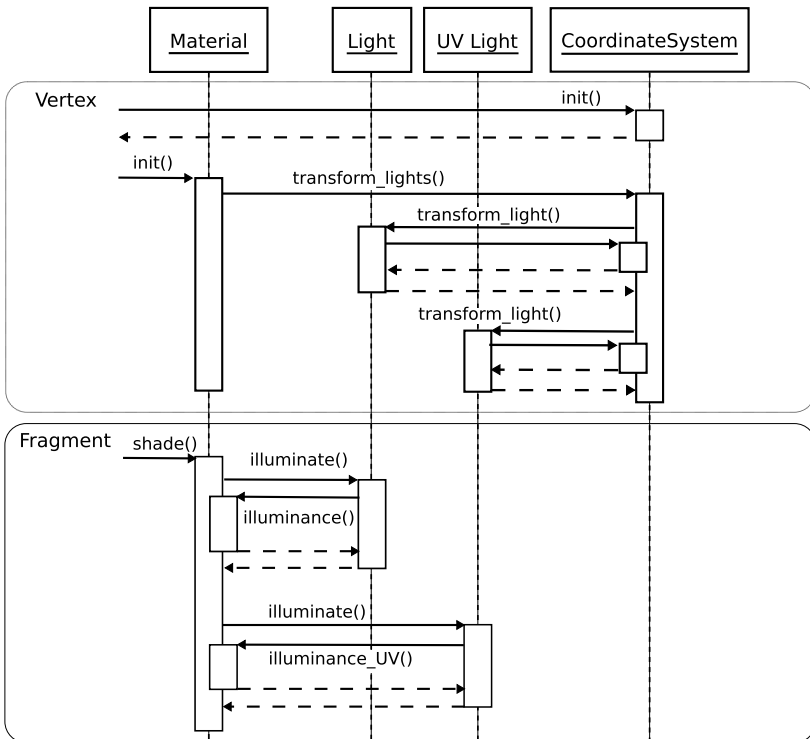 Material
Light
UV Light
CoordinateSystem
Vertex
init()
init()
transform_lights()
transform_light()
transform_light()
Fragment
shade()
illuminate()
illuminance()
illuminate()
illuminance_UV()